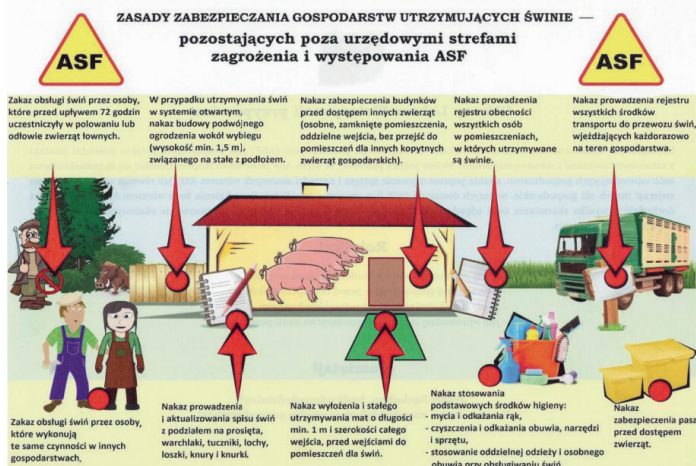 ZASADY ZABEZPIECZANIA GOSPODARSTW UTRZYMUJĄCYCH ŚWINIE —
pozostających poza urzędowymi strefami
zagrożenia i występowania ASF
ASF
ASF
Zakaz obsługi świń przez osoby,
które przed upływem 72 godzin
uczestniczyły w polowaniu lub
odłowie zwierząt łownych.
W przypadku utrzymywania świń
w systemie otwartym,
nakaz budowy podwójnego
ogrodzenia wokół wybiegu
(wysokość min. 1,5 m),
związanego na stałe z podłożem.
Nakaz zabezpieczenia budynków
przed dostępem innych zwierząt
(osobne, zamknięte pomieszczenia,
oddzielne wejścia, bez przejść do
pomieszczeń dla innych kopytnych
zwierząt gospodarskich).
Nakaz prowadzenia
rejestru obecności
wszystkich osób
w pomieszczeniach,
w których utrzymywane
są świnie.
Nakaz prowadzenia rejestru
wszystkich środków
transportu do przewozu świń,
wjeżdżających każdorazowo
na teren gospodarstwa.
Zakaz obsługi świń przez osoby,
które wykonują
te same czynności w innych
gospodarstwach.
Nakaz prowadzenia
i aktualizowania spisu świń
z podziałem na prosięta,
warchlaki, tuczniki, lochy,
loszki, knury i knurki.
Nakaz wyłożenia i stałego
utrzymywania mat o długości
min. 1 m i szerokości całego
wejścia, przed wejściami do
pomieszczeń dla świń.
Nakaz stosowania
podstawowych środków higieny:
- mycia i odkażania rąk,
- czyszczenia i odkażania obuwia, narzędzi
i sprzętu,
- stosowanie oddzielnej odzieży i osobnego
obuwia przy obsługiwaniu świń.
Nakaz
zabezpieczenia pasz
przed dostępem
zwierząt.